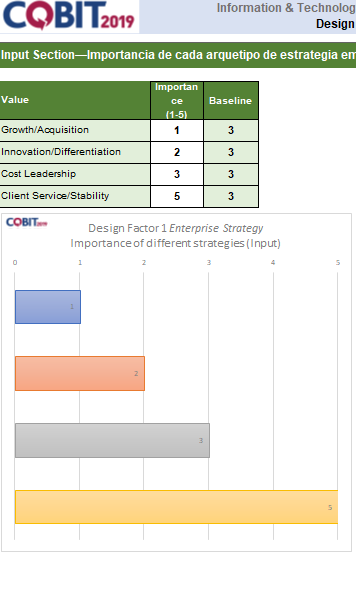 COBIT 2019
Information & Technolog
Design
Input Section—Importancia de cada arquetipo de estrategia em
Value Importan ce (1-5) Baseline
Growth/Acquisition 1 3
Innovation/Differentiation 2 3
Cost Leadership 3 3
Client Service/Stability 5 3
COBIT 2019
Design Factor 1 Enterprise Strategy
Importance of different strategies (Input)
0 1 2 3 4 5
1
2
3
5